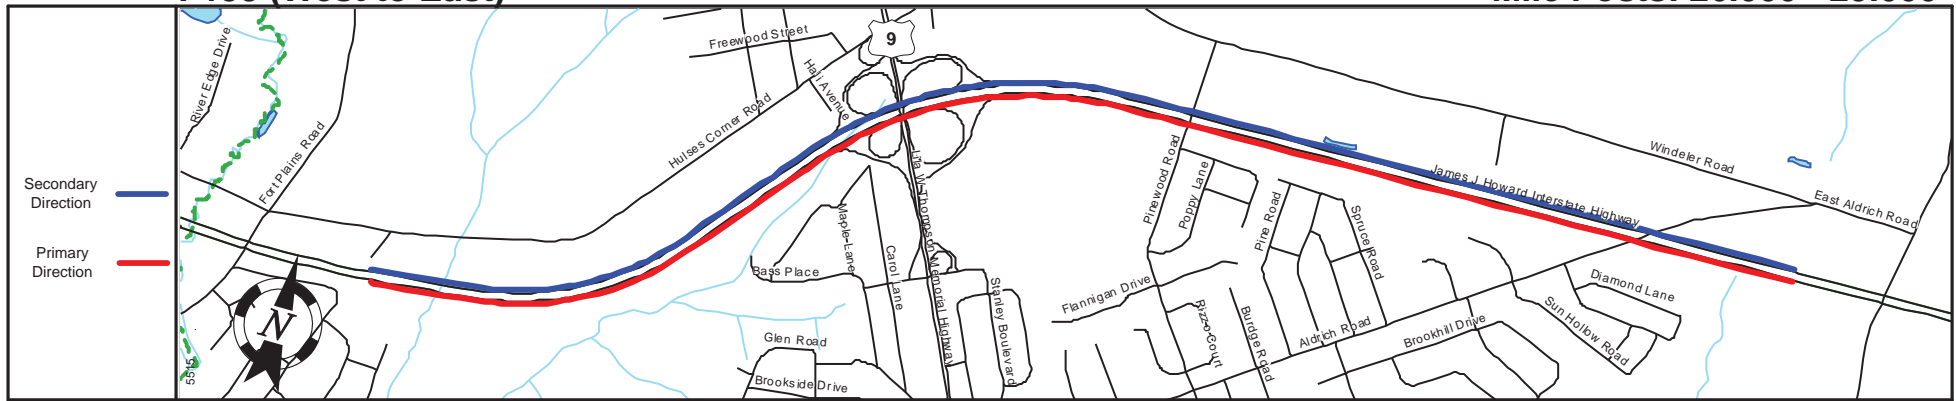 Secondary
Direction
Primary
Direction
River Edge Drive
Fort Plains Road
Freewood Street
Hulses Corner Road
9
Lila W Thompson Memorial Highway
Maple Lane
Carol Lane
Bass Place
Stanley Boulevard
Glen Road
Brookside Drive
Pinewood Road
Poppy Lane
Pine Road
Spruce Road
Flannigan Drive
Rizzo Court
Burdge Road
Aldrich Road
Brookhill Drive
Sun Hollow Road
Diamond Lane
James J Howard Interstate Highway
Windeler Road
East Aldrich Road
N